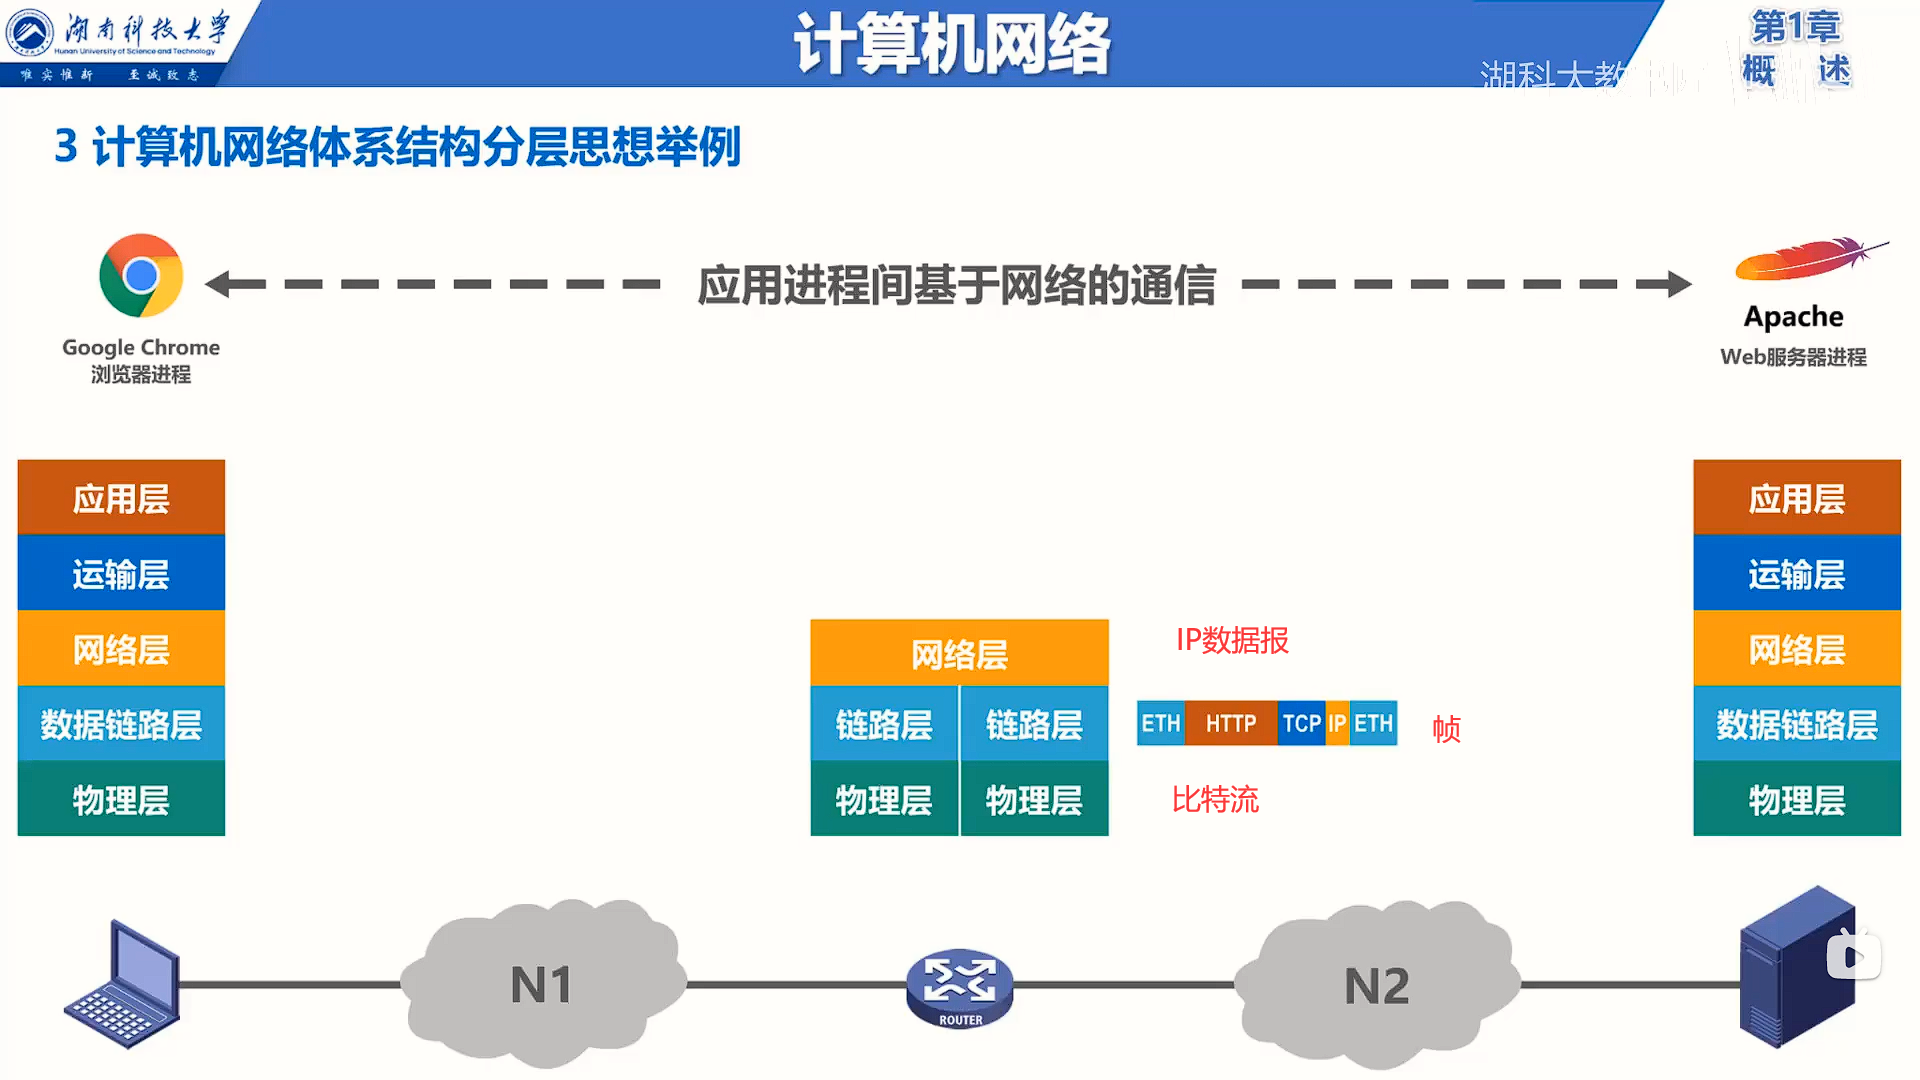 湖南科技大学
Hunan University of Science and Technology
唯实惟新 至诚致志
计算机网络
第1章
概 述
湖科大教书匠
3 计算机网络体系结构分层思想举例
应用进程间基于网络的通信
Google Chrome
浏览器进程
Apache
Web服务器进程
应用层
运输层
网络层
数据链路层
物理层
网络层
链路层 链路层
物理层 物理层
IP数据报
ETH HTTP TCP IP ETH
帧
比特流
应用层
运输层
网络层
数据链路层
物理层
N1
ROUTER
N2